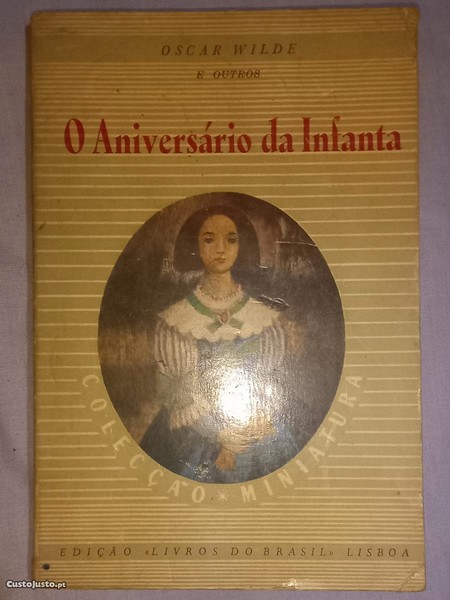 OSCAR WILDE
E OUTROS
O Aniversário da Infanta
COLECÇÃO * MINIATURA
EDIÇÃO «LIVROS DO BRASIL» LISBOA
CustoJusto.pt